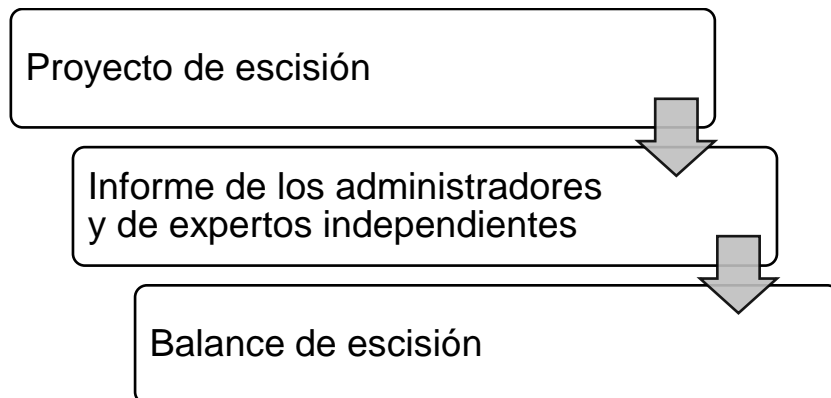 Proyecto de escisión
Informe de los administradores
y de expertos independientes
Balance de escisión